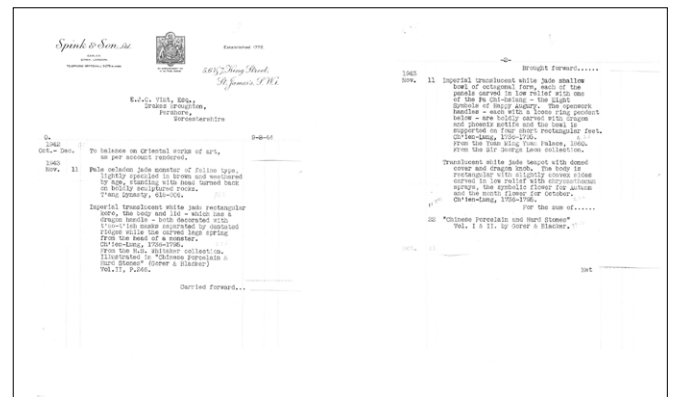 Spink & Son, Ltd.
Established 1772
5, 6 & 7, King Street,
St. James's, S.W.1.
E.J.C. Vint, Esq.,
Drakes Broughton,
Pershore,
Worcestershire
9-8-44
1942
Oct.- Dec. To balance on Oriental works of art,
as per account rendered.
1943
Nov. 11 Pale celadon jade monster of feline type,
lightly speckled in brown and weathered
by age, standing with head turned back
on boldly sculptured rocks.
T'ang Dynasty, 618-906.
Imperial translucent white jade rectangular
koro, the body and lid - which has a
dragon handle - both decorated with
t'ao-t'ieh masks separated by dentated
ridges while the carved legs spring
from the head of a monster.
Ch'ien-Lung, 1736-1795.
From the Whitaker collection.
Illustrated in "Chinese Porcelain &
Hard Stones" (Gorer & Blacker)
Vol.II, P.248.
Carried forward...
-2-
Brought forward......
1943
Nov. 11 Imperial translucent white jade shallow
bowl of octagonal form, each of the
panels carved in low relief with one
of the Pa Chi-hsiang - the Eight
Symbols of Happy Augury. The openwork
handles - each with a loose ring pendent
below - are boldly carved with dragon
and phoenix motifs and the bowl is
supported on four short rectangular feet.
Ch'ien-Lung, 1736-1795.
From the Yuan Ming Yuan Palace, 1860.
From the Sir George Leon collection.
Translucent white jade teapot with domed
cover and dragon knob. The body is
rectangular with slightly convex sides
carved in low relief with chrysanthemum
sprays, the symbolic flower for Autumn
and the month flower for October.
Ch'ien-Lung, 1736-1795.
For the sum of......
22 "Chinese Porcelain and Hard Stones"
Vol. I & II. by Gorer & Blacker.
Net